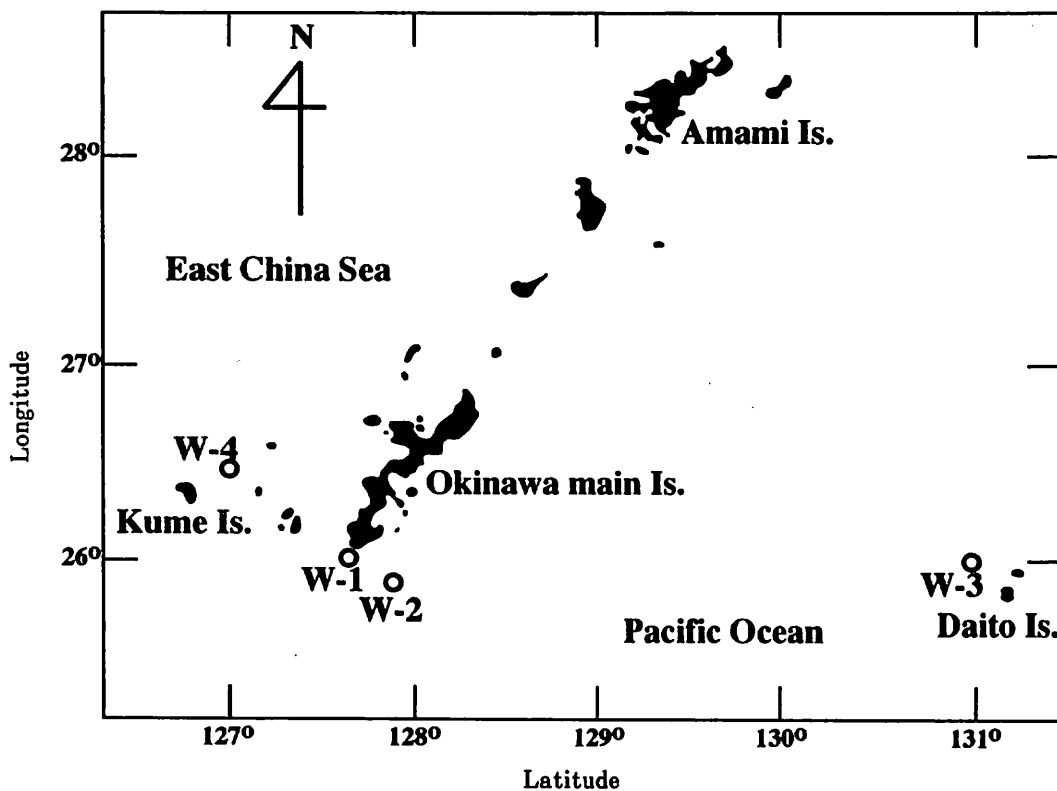 N
Amami Is.
28°
East China Sea
27°
Longitude
W-4
Okinawa main Is.
Kume Is.
26°
W-1
W-2
W-3
Pacific Ocean
Daito Is.
127°
128°
129°
130°
131°
Latitude